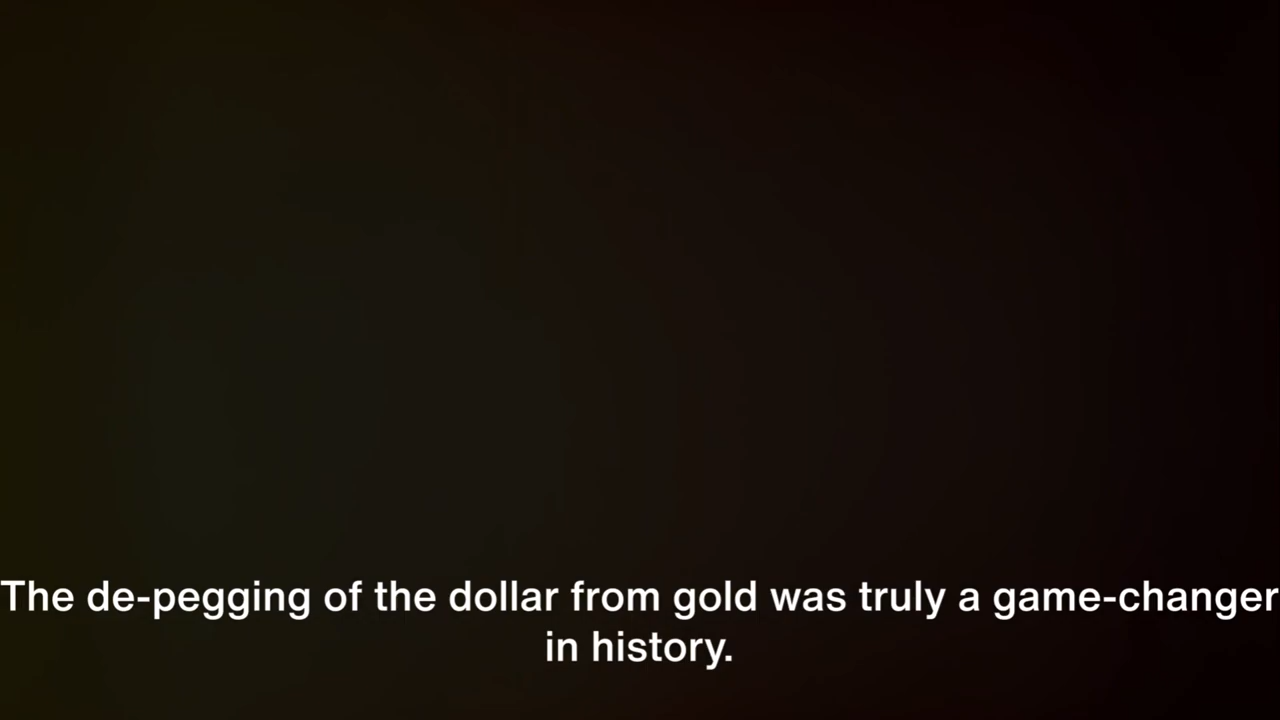 The de-pegging of the dollar from gold was truly a game-changer
in history.